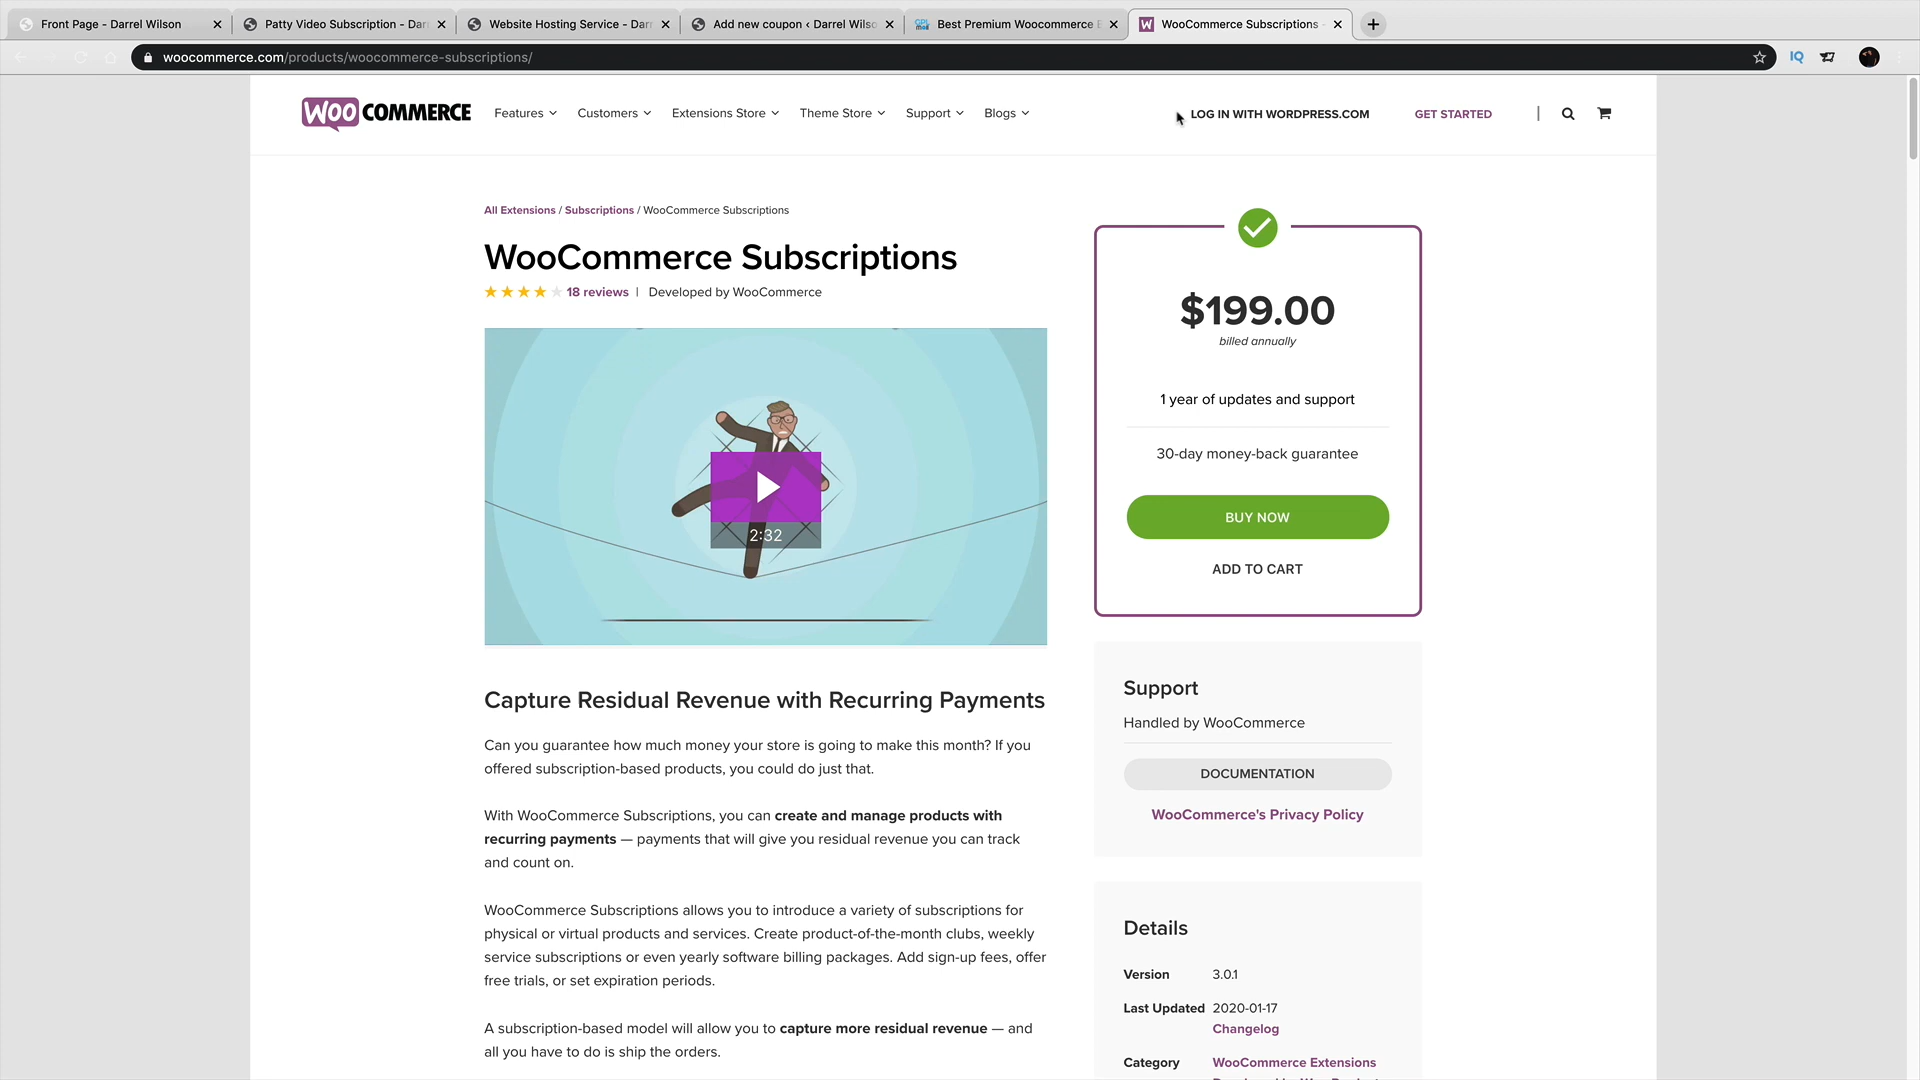 Front Page - Darrel Wilson
Patty Video Subscription - Dar
Website Hosting Service - Darr
Add new coupon ‹ Darrel Wilso
Best Premium Woocommerce E
WooCommerce Subscriptions -
woocommerce.com/products/woocommerce-subscriptions/
IQ
WOO COMMERCE
Features
Customers
Extensions Store
Theme Store
Support
Blogs
LOG IN WITH WORDPRESS.COM
GET STARTED
All Extensions / Subscriptions / WooCommerce Subscriptions
WooCommerce Subscriptions
18 reviews | Developed by WooCommerce
2:32
Capture Residual Revenue with Recurring Payments
Can you guarantee how much money your store is going to make this month? If you
offered subscription-based products, you could do just that.
With WooCommerce Subscriptions, you can create and manage products with
recurring payments — payments that will give you residual revenue you can track
and count on.
WooCommerce Subscriptions allows you to introduce a variety of subscriptions for
physical or virtual products and services. Create product-of-the-month clubs, weekly
service subscriptions or even yearly software billing packages. Add sign-up fees, offer
free trials, or set expiration periods.
A subscription-based model will allow you to capture more residual revenue — and
all you have to do is ship the orders.
$199.00
billed annually
1 year of updates and support
30-day money-back guarantee
BUY NOW
ADD TO CART
Support
Handled by WooCommerce
DOCUMENTATION
WooCommerce's Privacy Policy
Details
Version 3.0.1
Last Updated 2020-01-17
Changelog
Category WooCommerce Extensions